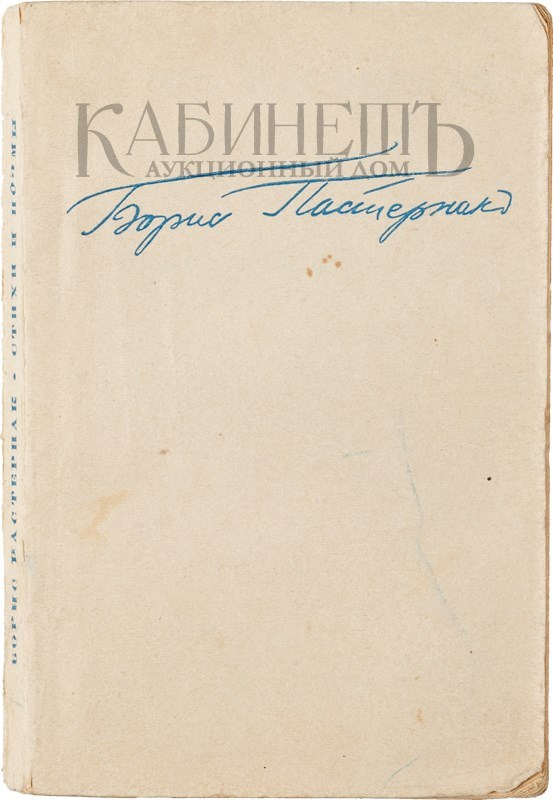 КАБИНЕТЪ
АУКЦИОННЫЙ ДОМ
Борис Пастернак
БОРИС ПАСТЕРНАК • СТИХИ И ПОЭМЫ